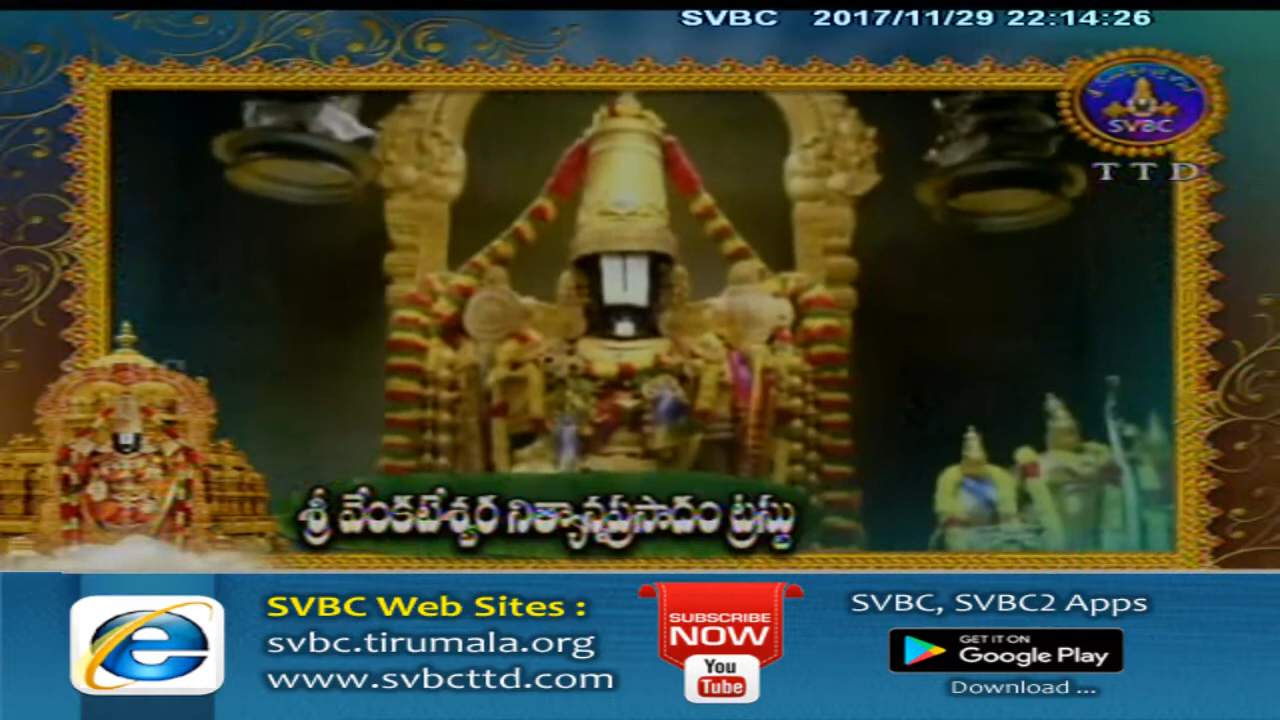 SVBC 2017/11/29 22:14:26
SVBC
T T D
శ్రీ వేంకటేశ్వర నిత్యాన్నప్రసాదం ట్రస్టు
SVBC Web Sites :
svbc.tirumala.org
www.svbcttd.com
SUBSCRIBE
NOW
You
Tube
SVBC, SVBC2 Apps
GET IT ON
Google Play
Download ...